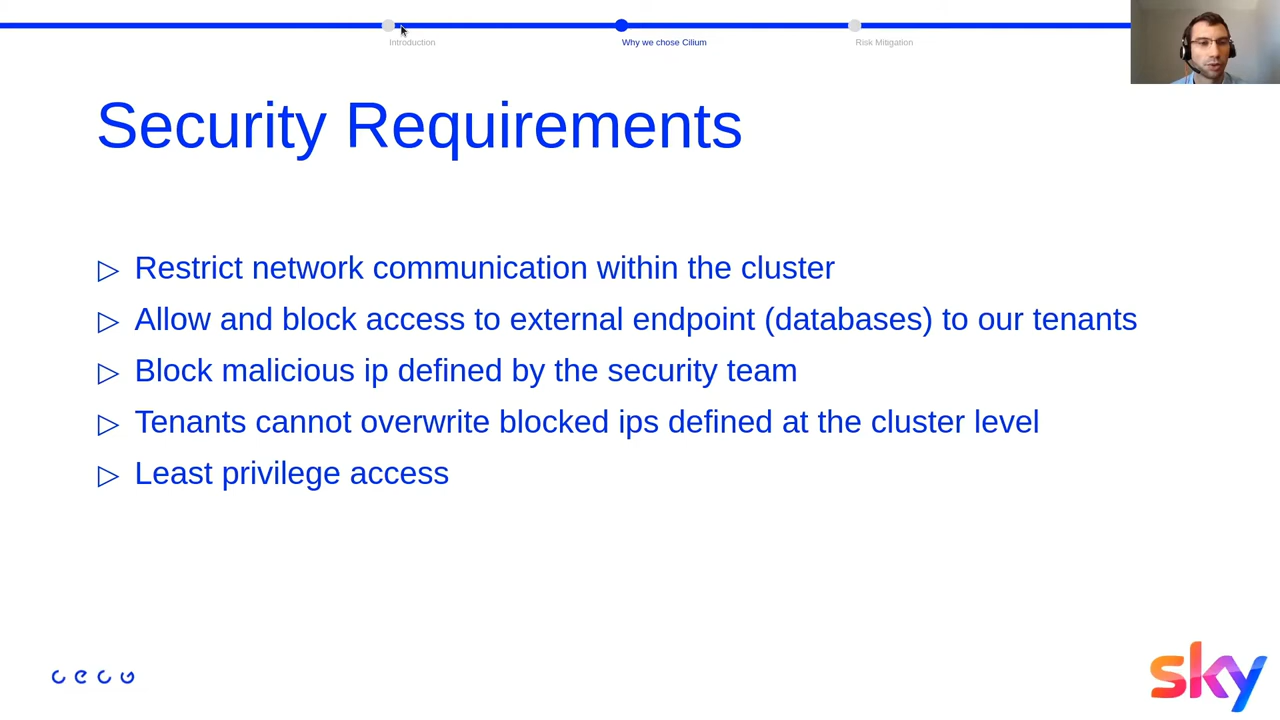 Introduction
Why we chose Cilium
Risk Mitigation
Security Requirements
▷ Restrict network communication within the cluster
▷ Allow and block access to external endpoint (databases) to our tenants
▷ Block malicious ip defined by the security team
▷ Tenants cannot overwrite blocked ips defined at the cluster level
▷ Least privilege access
cecg
sky